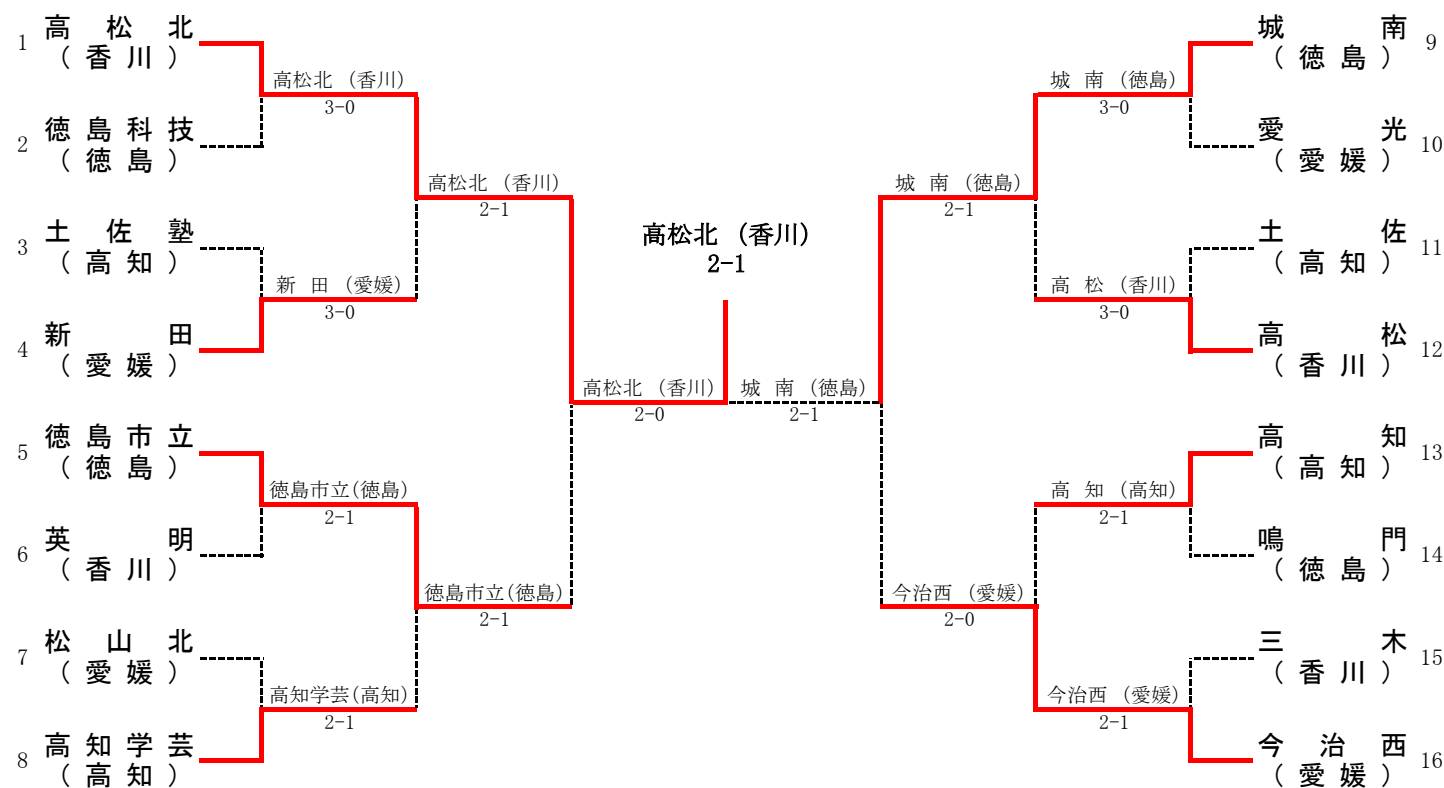 1 高松北
(香川)
2 徳島科技
(徳島)
3 土佐塾
(高知)
4 新田
(愛媛)
5 徳島市立
(徳島)
6 英明
(香川)
7 松山北
(愛媛)
8 高知学芸
(高知)
高松北 (香川)
3-0
新 田 (愛媛)
3-0
徳島市立(徳島)
2-1
高知学芸(高知)
2-1
高松北 (香川)
2-1
徳島市立(徳島)
2-1
高松北 (香川)
2-0
高松北 (香川)
2-1
城 南 (徳島)
2-1
城 南 (徳島)
2-1
今治西 (愛媛)
2-0
城 南 (徳島)
3-0
高 松 (香川)
3-0
高 知 (高知)
2-1
今治西 (愛媛)
2-1
城南 9
(徳島)
愛光 10
(愛媛)
土佐 11
(高知)
高松 12
(香川)
高知 13
(高知)
鳴門 14
(徳島)
三木 15
(香川)
今治西 16
(愛媛)